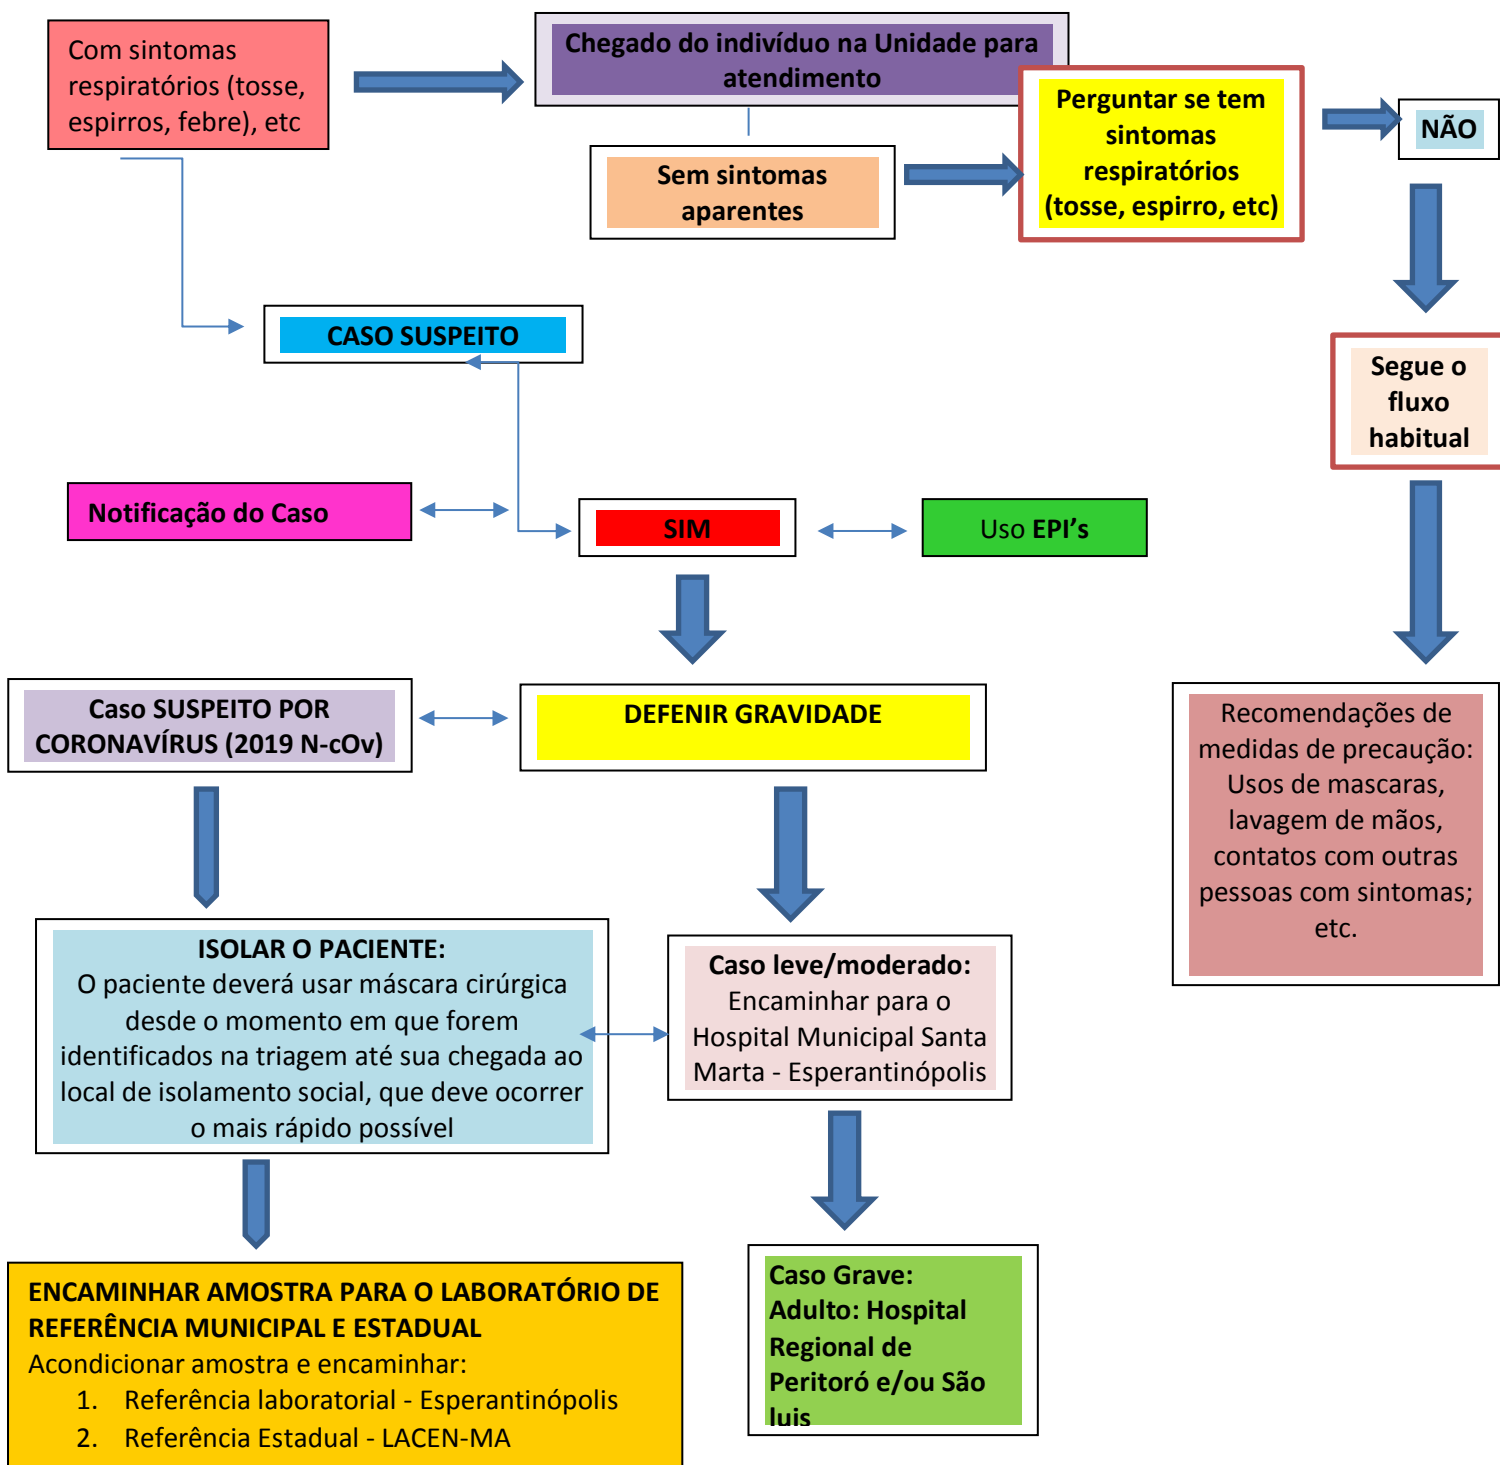 Com sintomas
respiratórios (tosse,
espirros, febre), etc
Chegado do indivíduo na Unidade para
atendimento
Perguntar se tem
sintomas
respiratórios
(tosse, espirro, etc)
NÃO
Sem sintomas
aparentes
CASO SUSPEITO
Segue o
fluxo
habitual
Notificação do Caso
SIM
Uso EPI’s
Caso SUSPEITO POR
CORONAVÍRUS (2019 N-cOv)
DEFENIR GRAVIDADE
Recomendações de
medidas de precaução:
Usos de mascaras,
lavagem de mãos,
contatos com outras
pessoas com sintomas;
etc.
ISOLAR O PACIENTE:
O paciente deverá usar máscara cirúrgica
desde o momento em que forem
identificados na triagem até sua chegada ao
local de isolamento social, que deve ocorrer
o mais rápido possível
Caso leve/moderado:
Encaminhar para o
Hospital Municipal Santa
Marta - Esperantinópolis
ENCAMINHAR AMOSTRA PARA O LABORATÓRIO DE
REFERÊNCIA MUNICIPAL E ESTADUAL
Acondicionar amostra e encaminhar:
1. Referência laboratorial - Esperantinópolis
2. Referência Estadual - LACEN-MA
Caso Grave:
Adulto: Hospital
Regional de
Peritoró e/ou São
luis